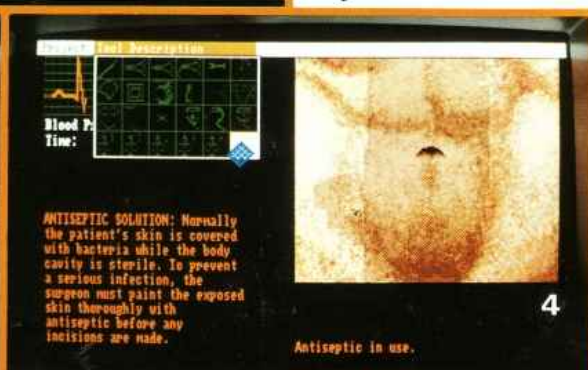 Project Tool Description
Blood P
Time:
ANTISEPTIC SOLUTION: Normally
the patient's skin is covered
with bacteria while the body
cavity is sterile. To prevent
a serious infection, the
surgeon must paint the exposed
skin thoroughly with
antiseptic before any
incisions are made.
4
Antiseptic in use.